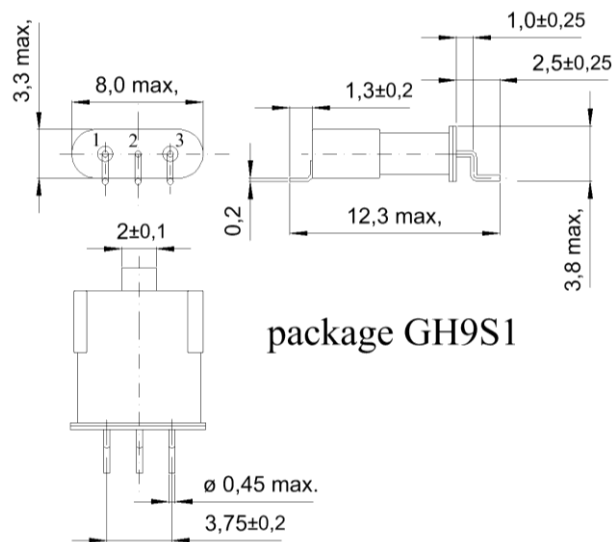 1,0±0,25
2,5±0,25
3,3 max,
8,0 max,
1,3±0,2
1 2 3
0,2
12,3 max,
3,8 max,
2±0,1
package GH9S1
ø 0,45 max.
3,75±0,2